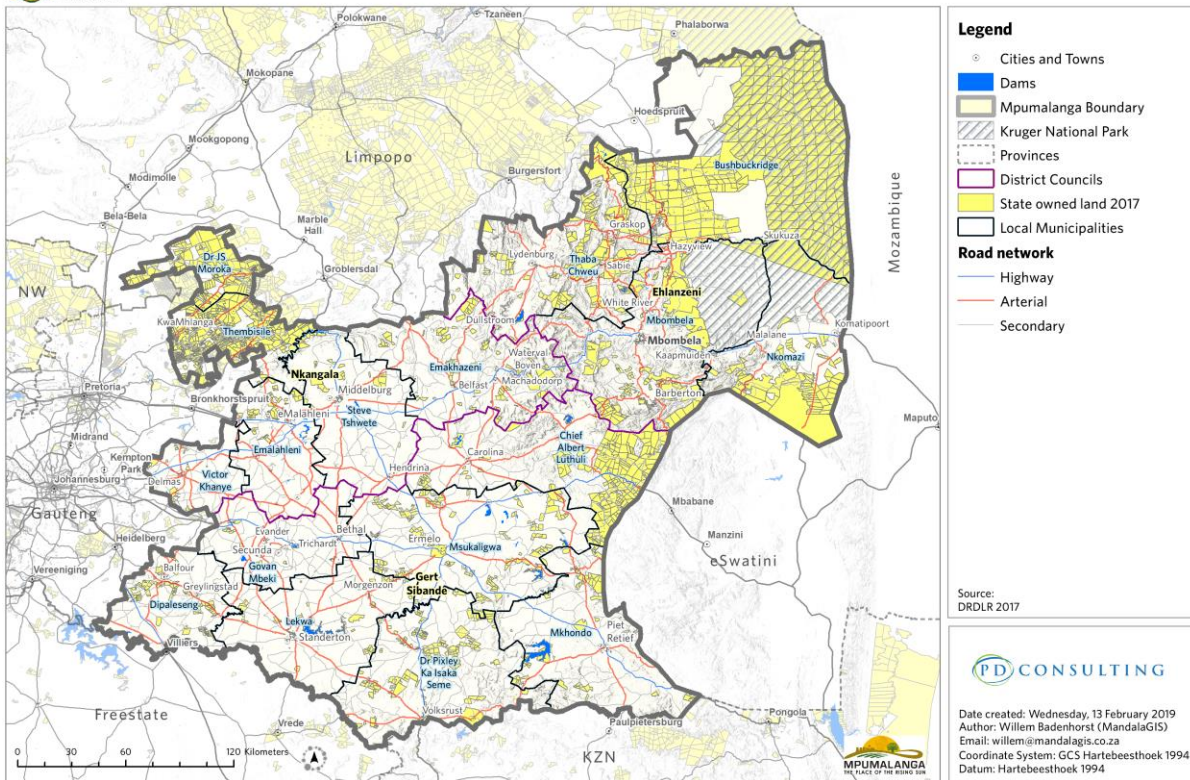 Polokwane
Tzaneen
Phalaborwa
Mokopane
Hoedspruit
Mookgopong
Limpopo
Bushbuckridge
Modimolle
Burgersfort
Bela-Bela
Marble
Hall
Graskop
Skukuza
Mozambique
Dr JS
Moroka
Lydenburg
Thaba
Chweu
Sabie
Hazyview
Groblersdal
NW
White River
Ehlanzeni
KwaMhlanga
Thembisile
Dullstroom
Mbombela
Mbombela
Komatipoort
Malalane
Nkangala
Emakhazeni
Waterval
Boven
Kaapmuiden
Nkomazi
Pretoria
Middelburg
Belfast
Machadodorp
Barberton
Bronkhorstspruit
eMalahleni
Steve
Tshwete
Maputo
Midrand
Emalahleni
Chief
Albert
Luthuli
Kempton
Park
Victor
Khanye
Delmas
Hendrina
Carolina
Johannesburg
Mbabane
Gauteng
Evander
Bethal
Manzini
Heidelberg
Secunda
Trichardt
Ermelo
Msukaligwa
eSwatini
Vereeniging
Balfour
Greylingstad
Govan
Mbeki
Morgenzon
Gert
Sibande
Dipaleseng
Lekwa
Standerton
Mkhondo
Piet
Retief
Villiers
Dr Pixley
Ka Isaka
Seme
Volksrust
Freestate
Vrede
Paulpietersburg
Pongola
KZN
0
120 Kilometers
MPUMALANGA
THE PLACE OF THE RISING SUN
Legend
Cities and Towns
Dams
Mpumalanga Boundary
Kruger National Park
Provinces
District Councils
State owned land 2017
Local Municipalities
Road network
Highway
Arterial
Secondary
Source:
DRDLR 2017
PD CONSULTING
Date created: Wednesday, 13 February 2019
Author: Willem Badenhorst (MandalaGIS)
Email: willem@mandalagis.co.za
Coordinate System: GCS Hartebeesthoek 1994
Datum: Hartebeesthoek 1994